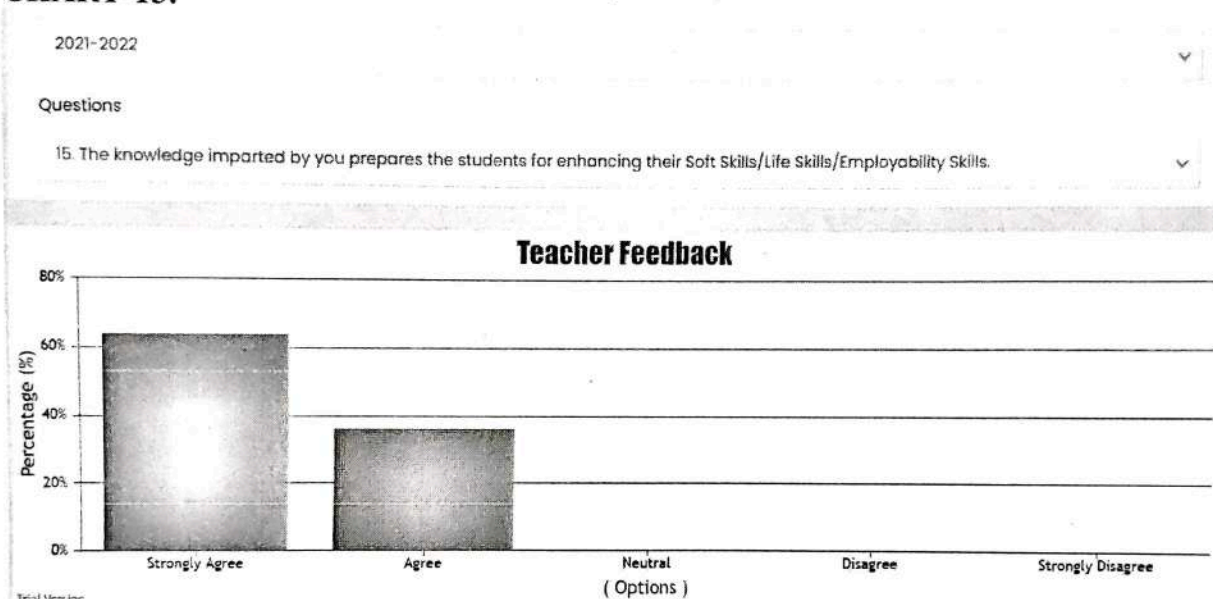 2021-2022
Questions
15. The knowledge imparted by you prepares the students for enhancing their Soft Skills/Life Skills/Employability Skills.
Teacher Feedback
80%
60%
40%
20%
0%
Percentage (%)
Strongly Agree
Agree
Neutral
Disagree
Strongly Disagree
( Options )